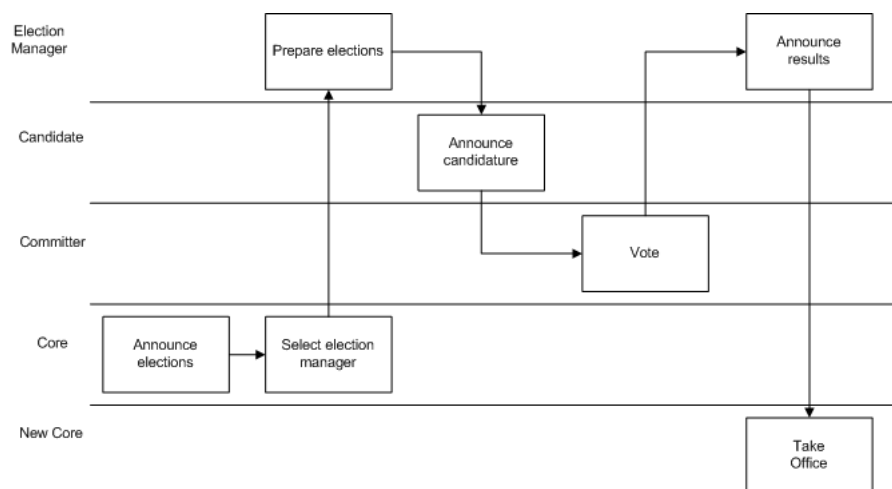 Election
Manager
Prepare elections
Announce
results
Candidate
Announce
candidature
Committer
Vote
Core
Announce
elections
Select election
manager
New Core
Take
Office